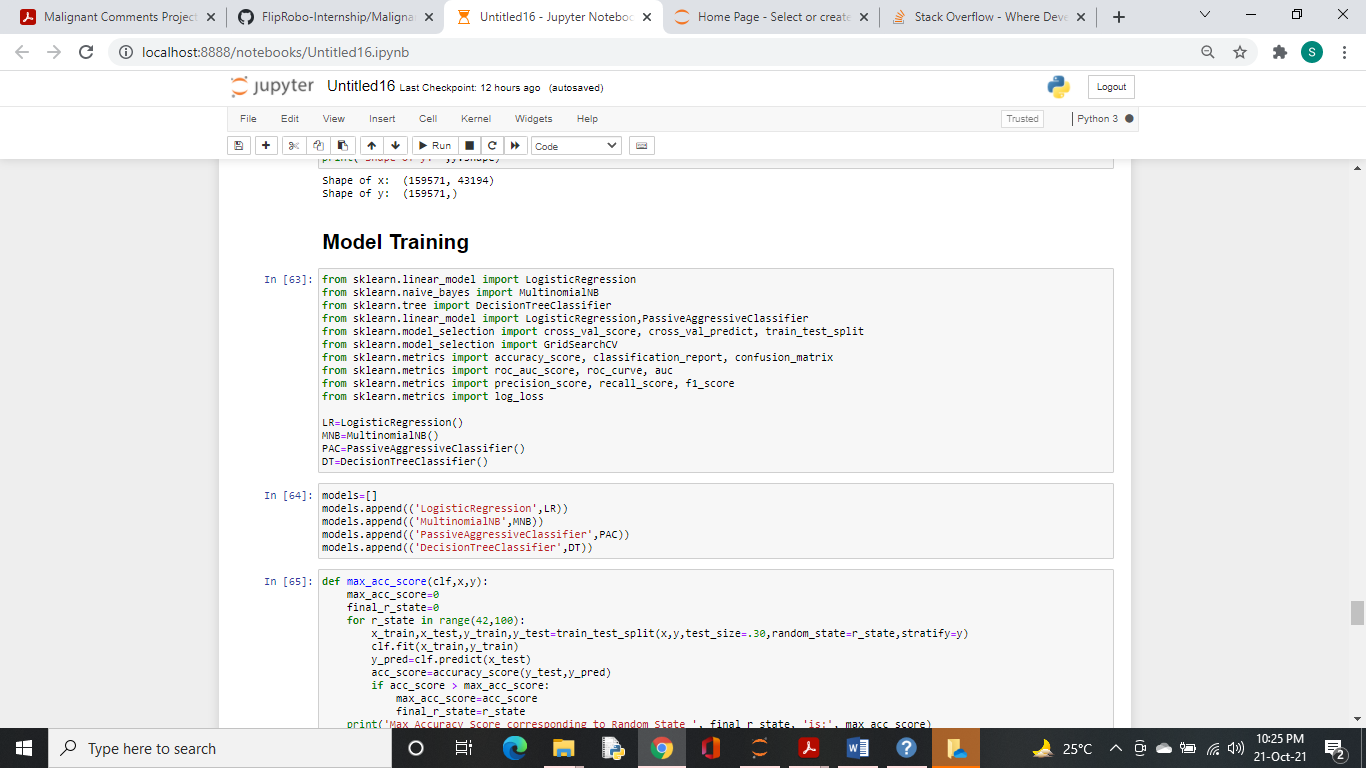 Malignant Comments Project
FlipRobo-Internship/Malignan
Untitled16 - Jupyter Noteboo
Home Page - Select or create
Stack Overflow - Where Deve
localhost:8888/notebooks/Untitled16.ipynb
S
jupyter Untitled16 Last Checkpoint: 12 hours ago (autosaved)
Logout
File Edit View Insert Cell Kernel Widgets Help
Trusted
Python 3
Run
Code
print("Shape of y: ",y.shape)
Shape of x:  (159571, 43194)
Shape of y:  (159571,)
Model Training
In [63]:
from sklearn.linear_model import LogisticRegression
from sklearn.naive_bayes import MultinomialNB
from sklearn.tree import DecisionTreeClassifier
from sklearn.linear_model import LogisticRegression,PassiveAggressiveClassifier
from sklearn.model_selection import cross_val_score, cross_val_predict, train_test_split
from sklearn.model_selection import GridSearchCV
from sklearn.metrics import accuracy_score, classification_report, confusion_matrix
from sklearn.metrics import roc_auc_score, roc_curve, auc
from sklearn.metrics import precision_score, recall_score, f1_score
from sklearn.metrics import log_loss
LR=LogisticRegression()
MNB=MultinomialNB()
PAC=PassiveAggressiveClassifier()
DT=DecisionTreeClassifier()
In [64]:
models=[]
models.append(('LogisticRegression',LR))
models.append(('MultinomialNB',MNB))
models.append(('PassiveAggressiveClassifier',PAC))
models.append(('DecisionTreeClassifier',DT))
In [65]:
def max_acc_score(clf,x,y):
    max_acc_score=0
    final_r_state=0
    for r_state in range(42,100):
        x_train,x_test,y_train,y_test=train_test_split(x,y,test_size=.30,random_state=r_state,stratify=y)
        clf.fit(x_train,y_train)
        y_pred=clf.predict(x_test)
        acc_score=accuracy_score(y_test,y_pred)
        if acc_score > max_acc_score:
            max_acc_score=acc_score
            final_r_state=r_state
    print('Max Accuracy Score corresponding to Random State ', final_r_state, 'is:', max_acc_score)
Type here to search
25°C
10:25 PM
21-Oct-21
2